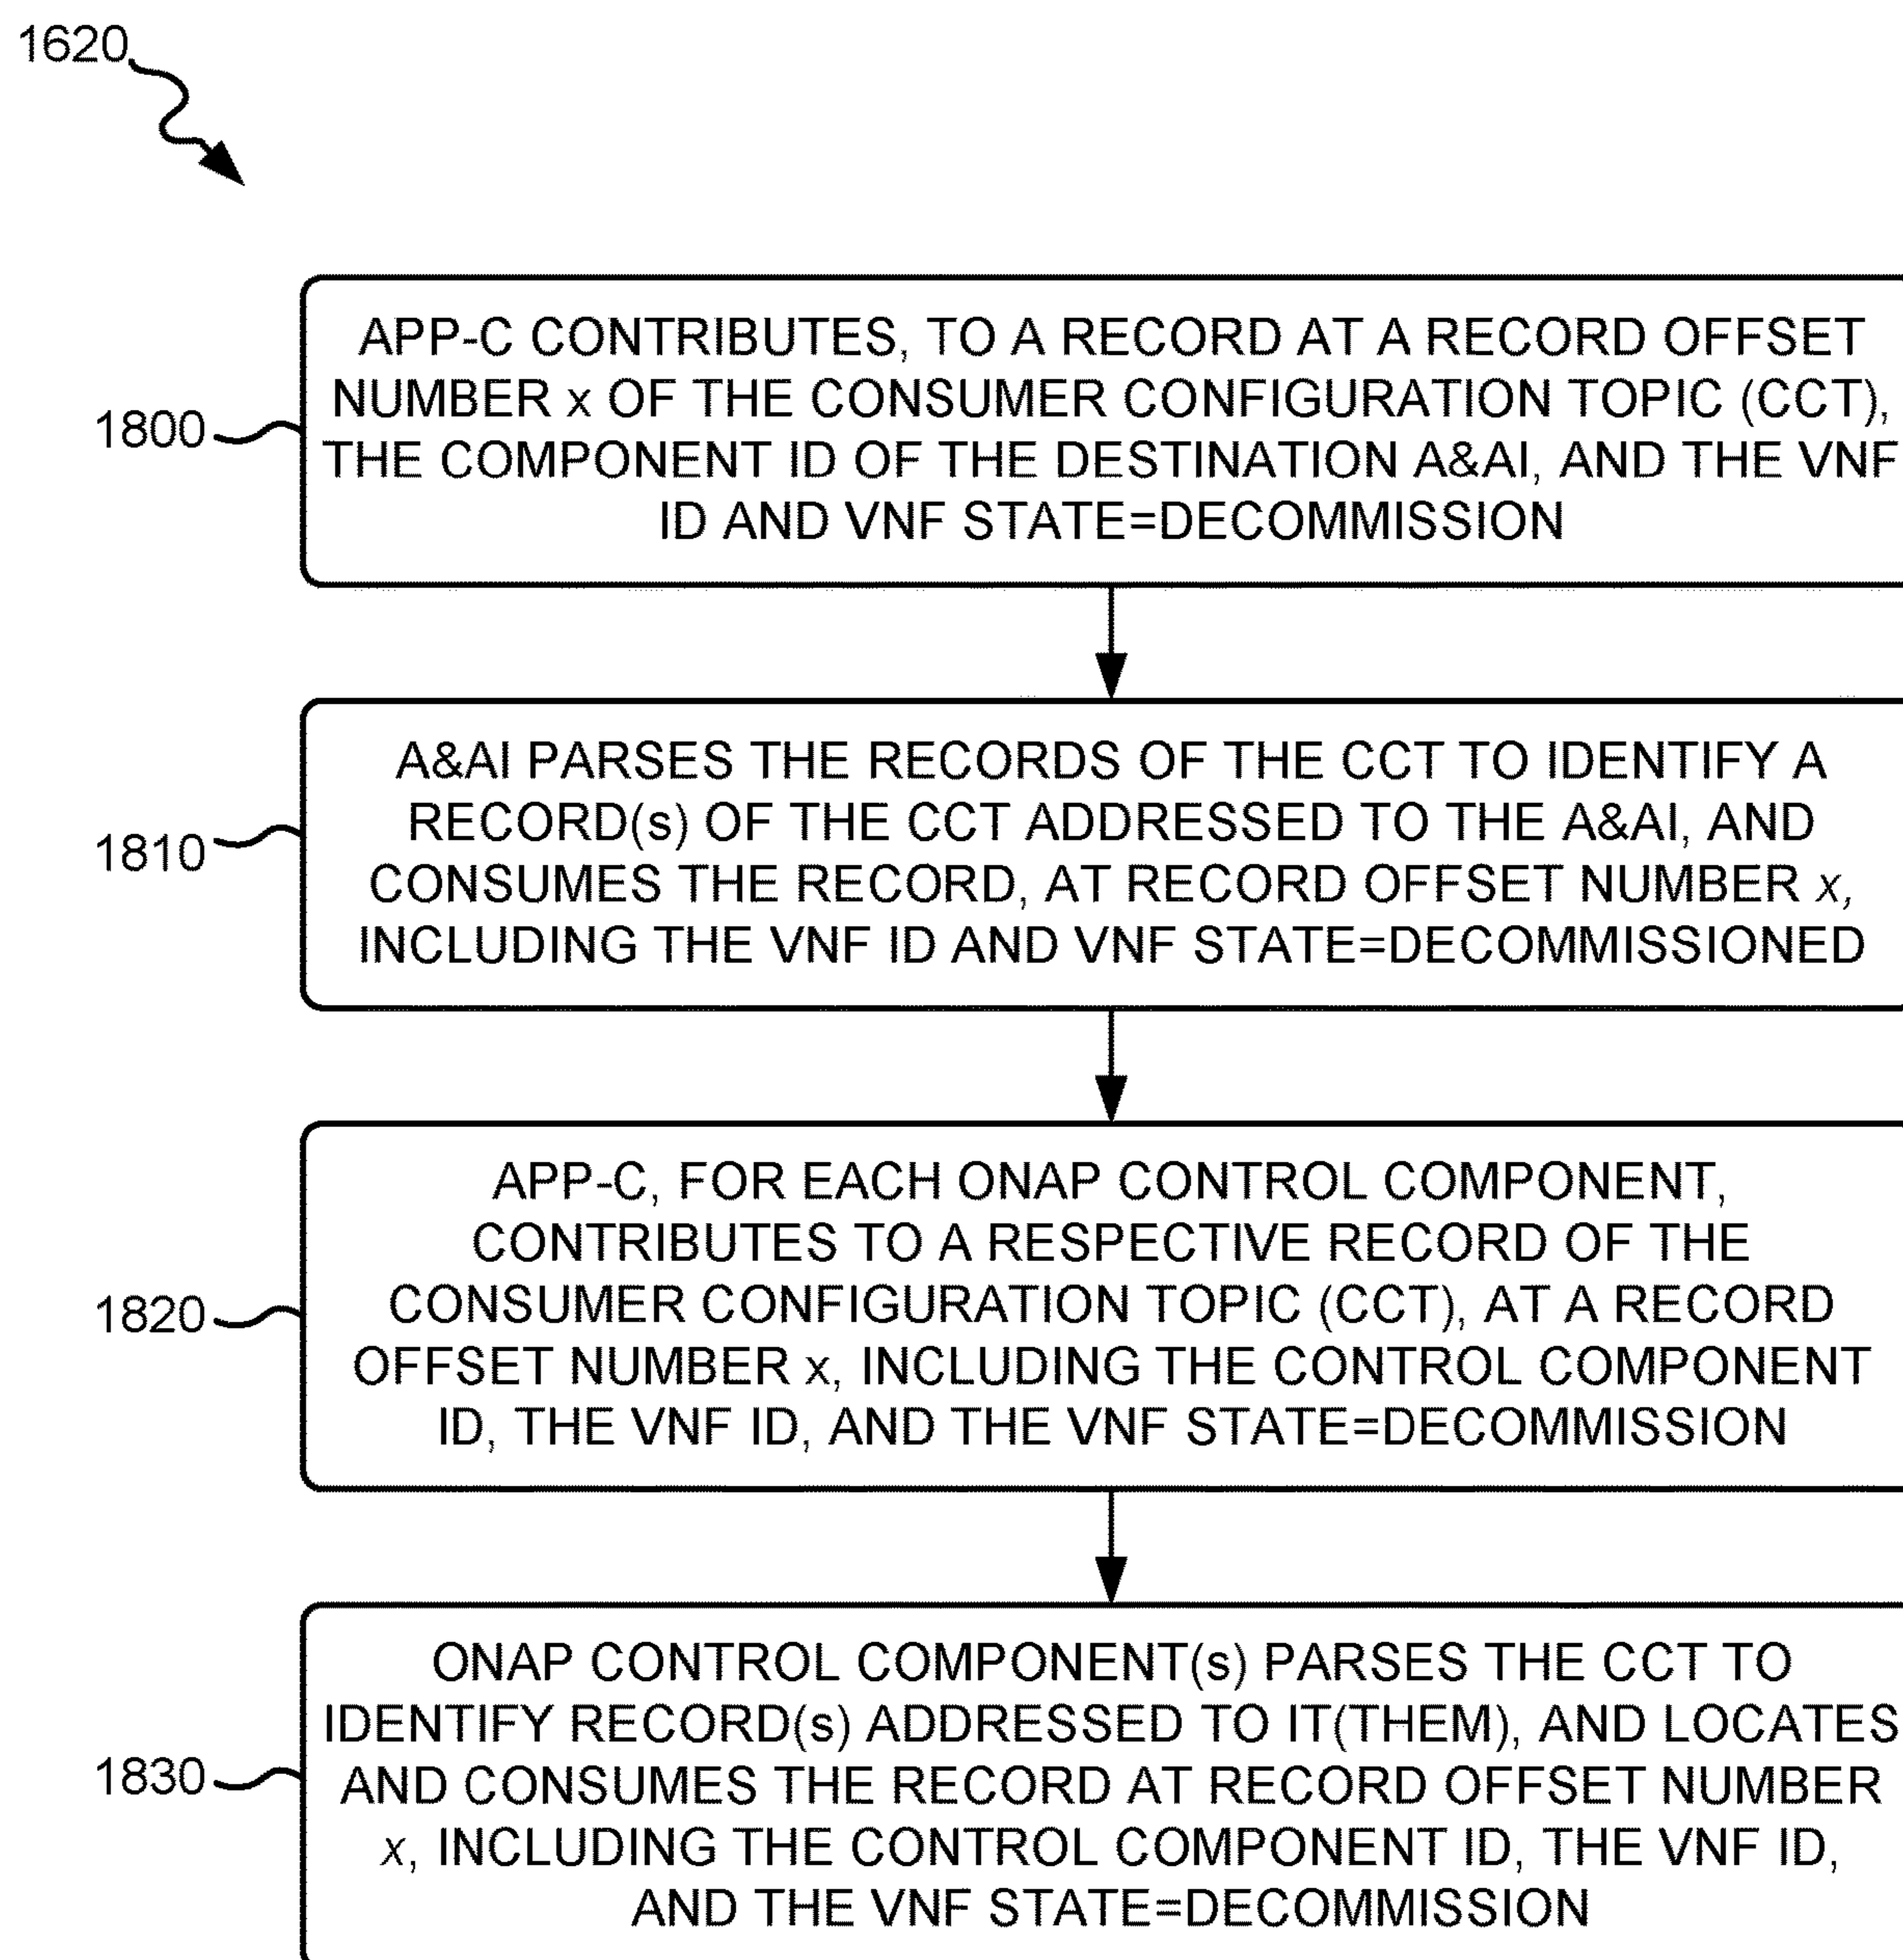 1620
APP-C CONTRIBUTES, TO A RECORD AT A RECORD OFFSET
NUMBER x OF THE CONSUMER CONFIGURATION TOPIC (CCT),
1800
THE COMPONENT ID OF THE DESTINATION A&AI, AND THE VNF
ID AND VNF STATE=DECOMMISSION
A&AI PARSES THE RECORDS OF THE CCT TO IDENTIFY A
RECORD(s) OF THE CCT ADDRESSED TO THE A&AI, AND
1810
CONSUMES THE RECORD, AT RECORD OFFSET NUMBER x,
INCLUDING THE VNF ID AND VNF STATE=DECOMMISSIONED
APP-C, FOR EACH ONAP CONTROL COMPONENT,
CONTRIBUTES TO A RESPECTIVE RECORD OF THE
1820
CONSUMER CONFIGURATION TOPIC (CCT), AT A RECORD
OFFSET NUMBER x, INCLUDING THE CONTROL COMPONENT
ID, THE VNF ID, AND THE VNF STATE=DECOMMISSION
ONAP CONTROL COMPONENT(s) PARSES THE CCT TO
IDENTIFY RECORD(s) ADDRESSED TO IT(THEM), AND LOCATES
1830
AND CONSUMES THE RECORD AT RECORD OFFSET NUMBER
x, INCLUDING THE CONTROL COMPONENT ID, THE VNF ID,
AND THE VNF STATE=DECOMMISSION